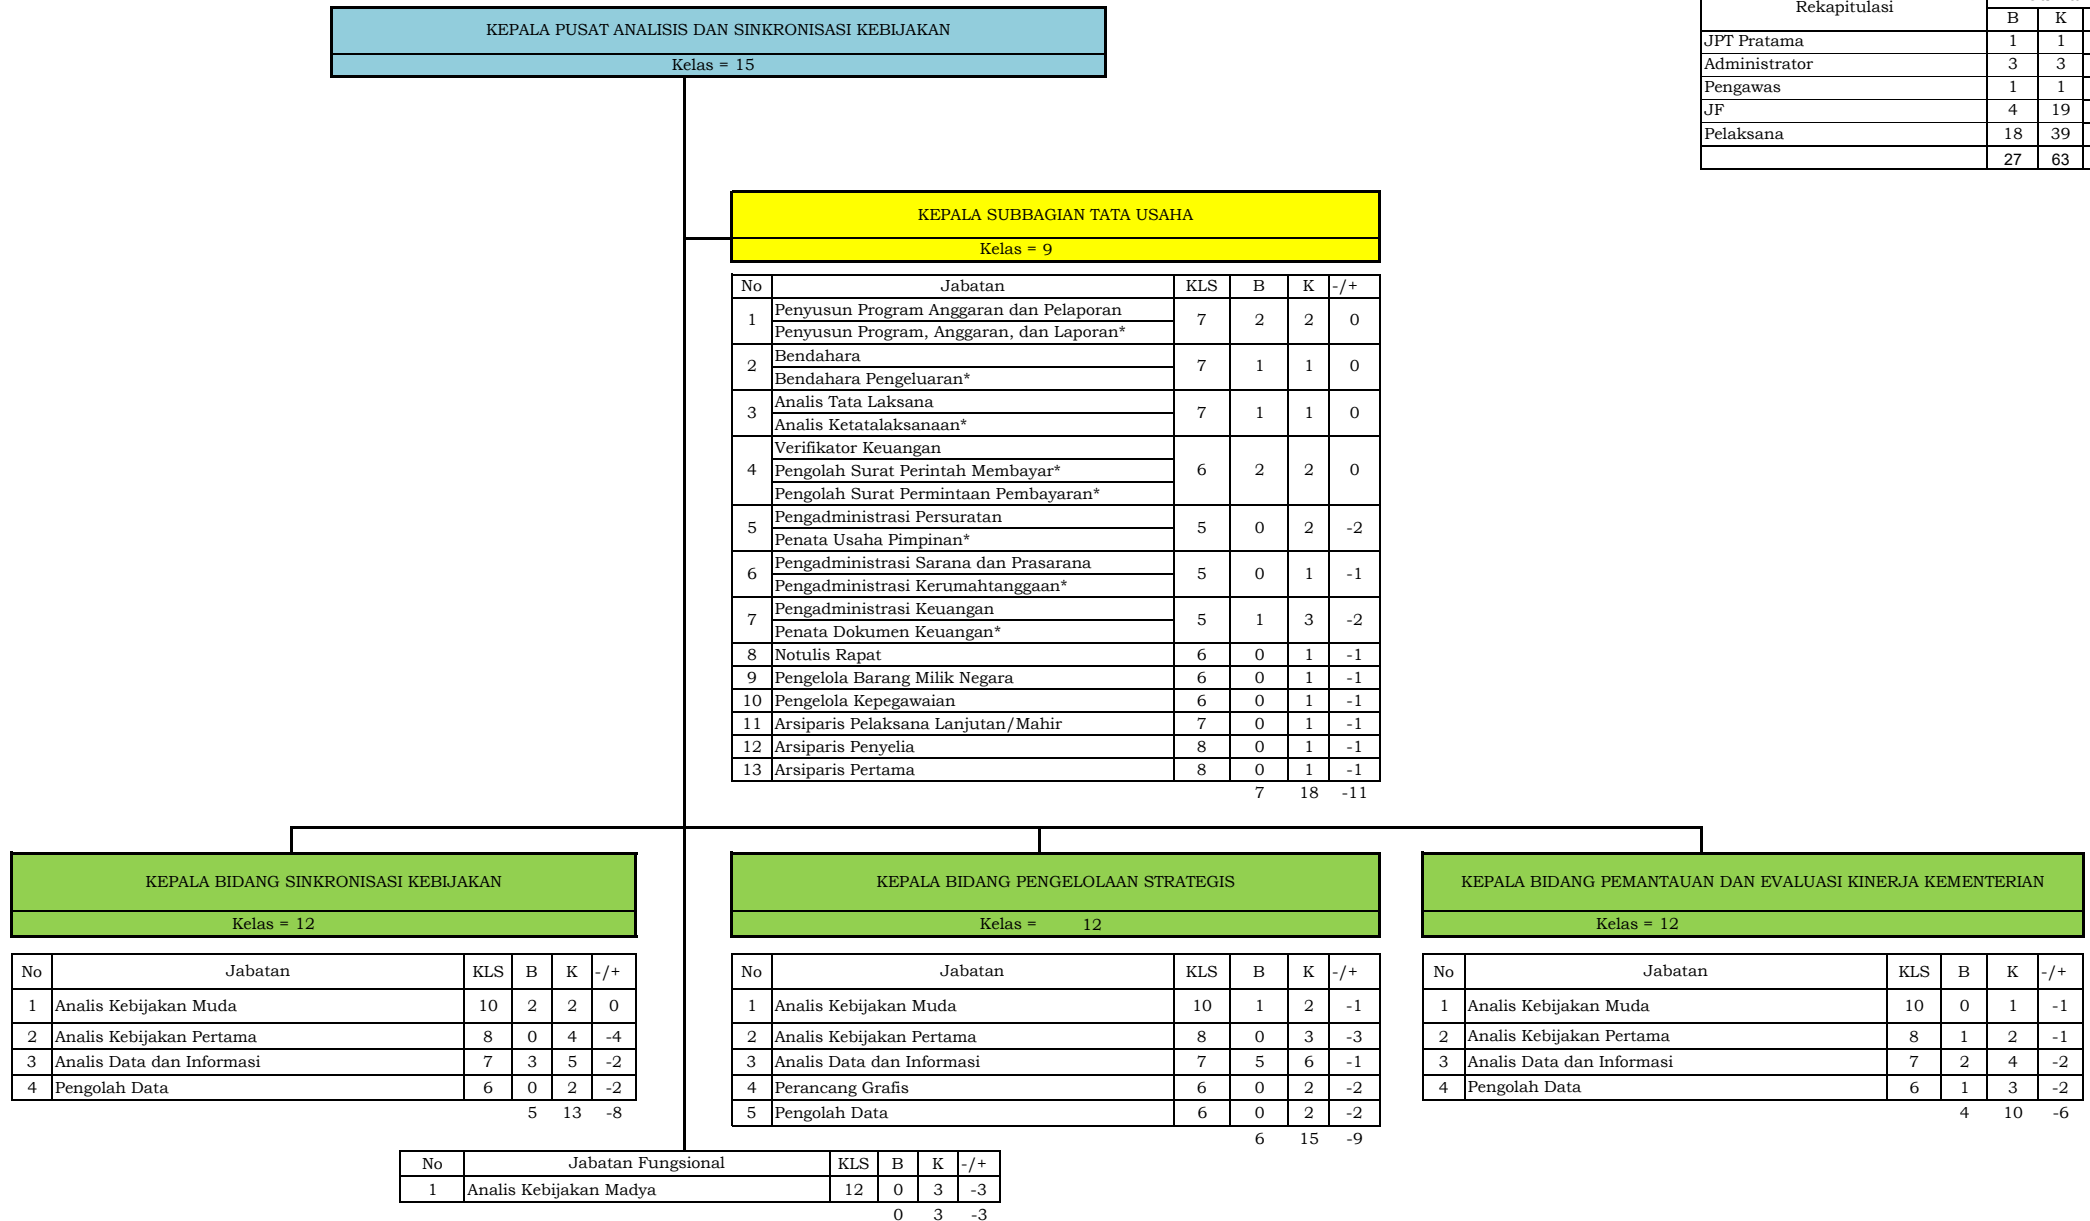 KEPALA PUSAT ANALISIS DAN SINKRONISASI KEBIJAKAN
Kelas = 15
Rekapitulasi
B K
JPT Pratama 1 1
Administrator 3 3
Pengawas 1 1
JF 4 19
Pelaksana 18 39
27 63
KEPALA SUBBAGIAN TATA USAHA
Kelas = 9
No Jabatan KLS B K -/+
1 Penyusun Program Anggaran dan Pelaporan 7 2 2 0
Penyusun Program, Anggaran, dan Laporan*
2 Bendahara 7 1 1 0
Bendahara Pengeluaran*
3 Analis Tata Laksana 7 1 1 0
Analis Ketatalaksanaan*
Verifikator Keuangan
4 Pengolah Surat Perintah Membayar* 6 2 2 0
Pengolah Surat Permintaan Pembayaran*
5 Pengadministrasi Persuratan 5 0 2 -2
Penata Usaha Pimpinan*
6 Pengadministrasi Sarana dan Prasarana 5 0 1 -1
Pengadministrasi Kerumahtanggaan*
7 Pengadministrasi Keuangan 5 1 3 -2
Penata Dokumen Keuangan*
8 Notulis Rapat 6 0 1 -1
9 Pengelola Barang Milik Negara 6 0 1 -1
10 Pengelola Kepegawaian 6 0 1 -1
11 Arsiparis Pelaksana Lanjutan/Mahir 7 0 1 -1
12 Arsiparis Penyelia 8 0 1 -1
13 Arsiparis Pertama 8 0 1 -1
7 18 -11
KEPALA BIDANG SINKRONISASI KEBIJAKAN
Kelas = 12
No Jabatan KLS B K -/+
1 Analis Kebijakan Muda 10 2 2 0
2 Analis Kebijakan Pertama 8 0 4 -4
3 Analis Data dan Informasi 7 3 5 -2
4 Pengolah Data 6 0 2 -2
5 13 -8
KEPALA BIDANG PENGELOLAAN STRATEGIS
Kelas = 12
No Jabatan KLS B K -/+
1 Analis Kebijakan Muda 10 1 2 -1
2 Analis Kebijakan Pertama 8 0 3 -3
3 Analis Data dan Informasi 7 5 6 -1
4 Perancang Grafis 6 0 2 -2
5 Pengolah Data 6 0 2 -2
6 15 -9
KEPALA BIDANG PEMANTAUAN DAN EVALUASI KINERJA KEMENTERIAN
Kelas = 12
No Jabatan KLS B K -/+
1 Analis Kebijakan Muda 10 0 1 -1
2 Analis Kebijakan Pertama 8 1 2 -1
3 Analis Data dan Informasi 7 2 4 -2
4 Pengolah Data 6 1 3 -2
4 10 -6
No Jabatan Fungsional KLS B K -/+
1 Analis Kebijakan Madya 12 0 3 -3
0 3 -3